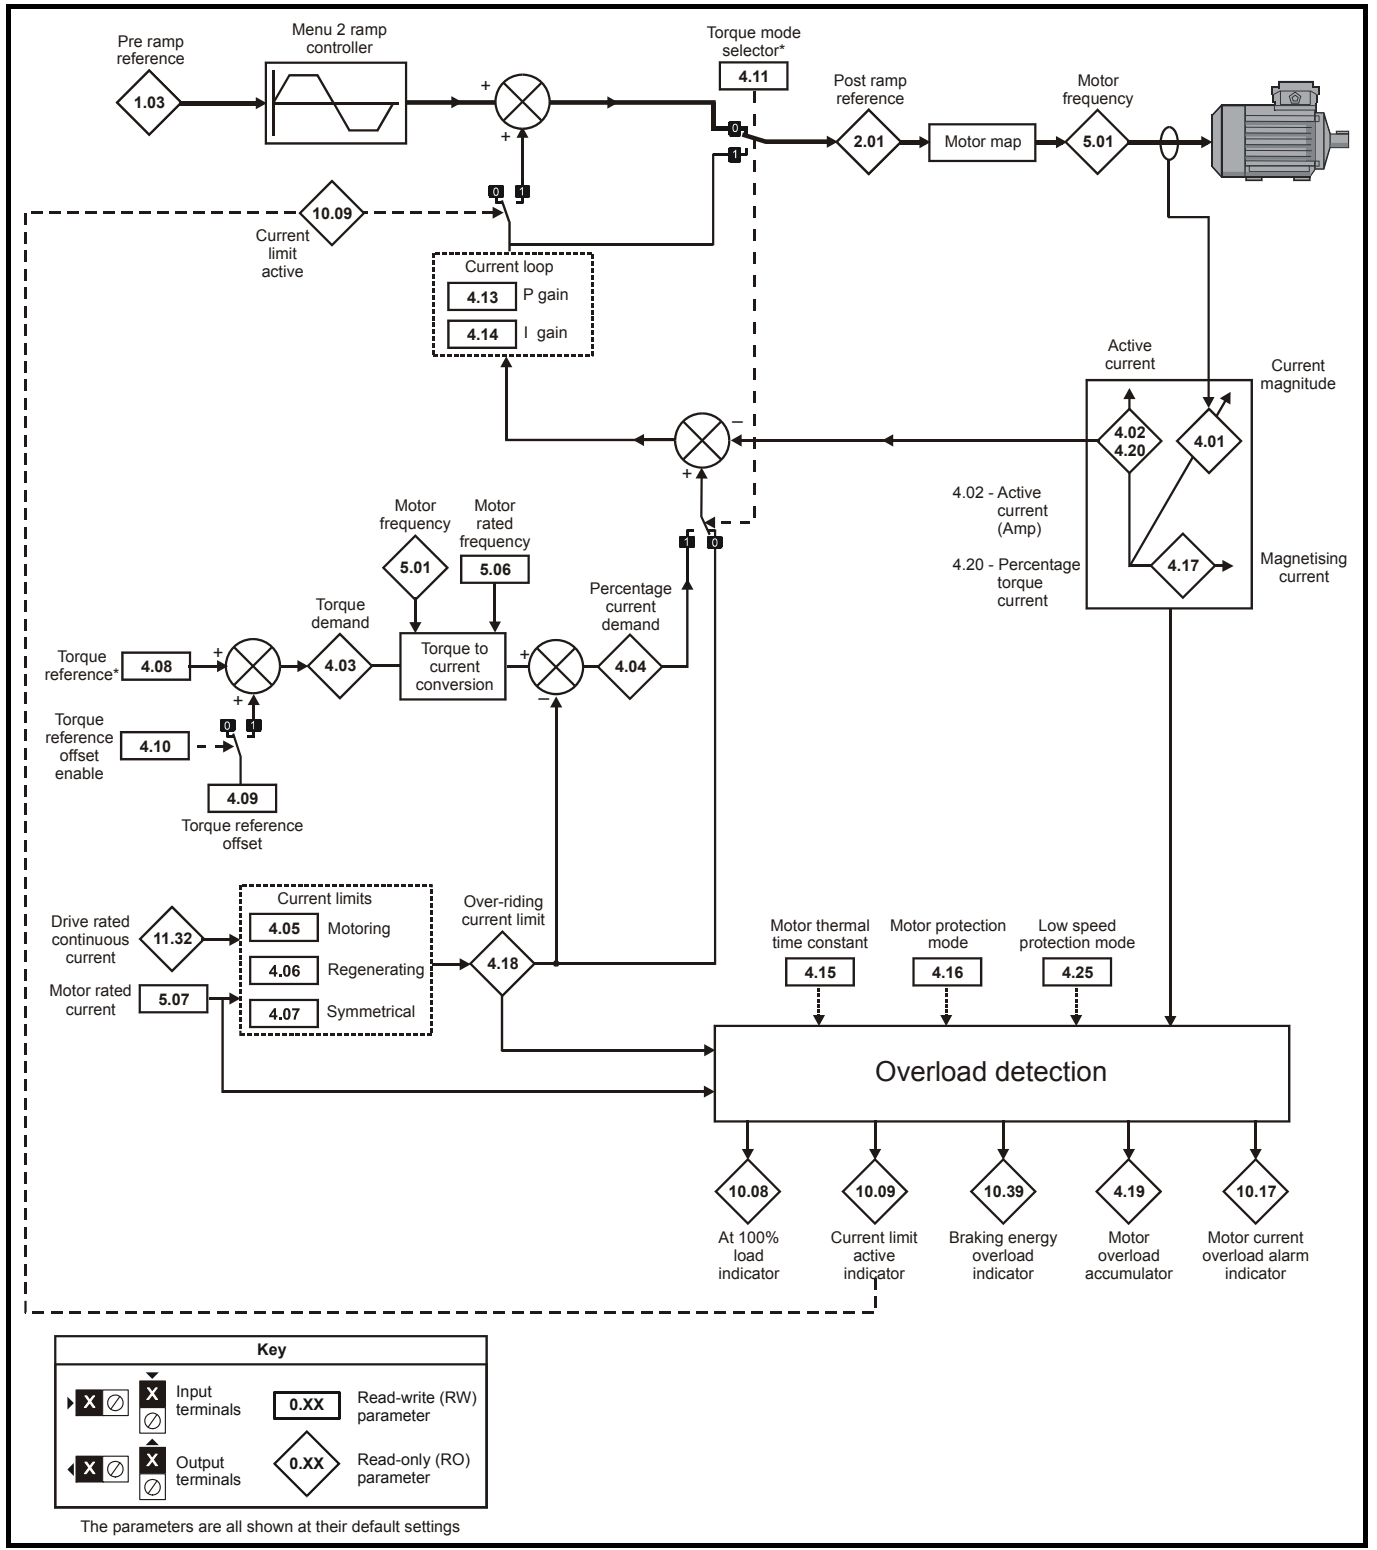 Pre ramp
reference
1.03
Menu 2 ramp
controller
+
+
Torque mode
selector*
4.11
0
1
Post ramp
reference
2.01
Motor map
Motor
frequency
5.01
0
1
10.09
Current
limit
active
Current loop
4.13 P gain
4.14 I gain
Active
current
Current
magnitude
4.02
4.20
4.01
4.17
Magnetising
current
4.02 - Active
current
(Amp)
4.20 - Percentage
torque
current
–
+
1
0
Motor
frequency
5.01
Motor
rated
frequency
5.06
Percentage
current
demand
4.04
Torque
demand
4.03
Torque to
current
conversion
+
–
Torque
reference*
4.08
+
+
0
1
Torque
reference
offset
enable
4.10
4.09
Torque reference
offset
Drive rated
continuous
current
11.32
Motor rated
current
5.07
Current limits
4.05 Motoring
4.06 Regenerating
4.07 Symmetrical
Over-riding
current limit
4.18
Motor thermal
time constant
4.15
Motor protection
mode
4.16
Low speed
protection mode
4.25
Overload detection
10.08
At 100%
load
indicator
10.09
Current limit
active
indicator
10.39
Braking energy
overload
indicator
4.19
Motor
overload
accumulator
10.17
Motor current
overload alarm
indicator
Key
X
X
Input
terminals
0.XX
Read-write (RW)
parameter
X
X
Output
terminals
0.XX
Read-only (RO)
parameter
The parameters are all shown at their default settings